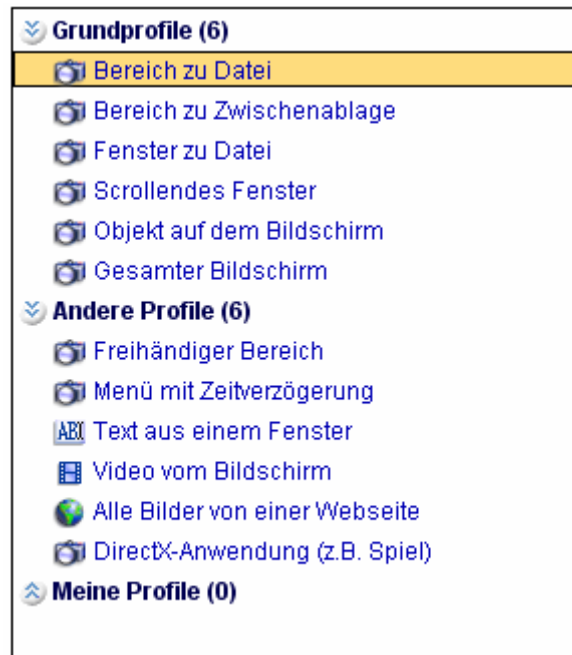 Grundprofile (6)
Bereich zu Datei
Bereich zu Zwischenablage
Fenster zu Datei
Scrollendes Fenster
Objekt auf dem Bildschirm
Gesamter Bildschirm
Andere Profile (6)
Freihändiger Bereich
Menü mit Zeitverzögerung
ABI Text aus einem Fenster
Video vom Bildschirm
Alle Bilder von einer Webseite
DirectX-Anwendung (z.B. Spiel)
Meine Profile (0)